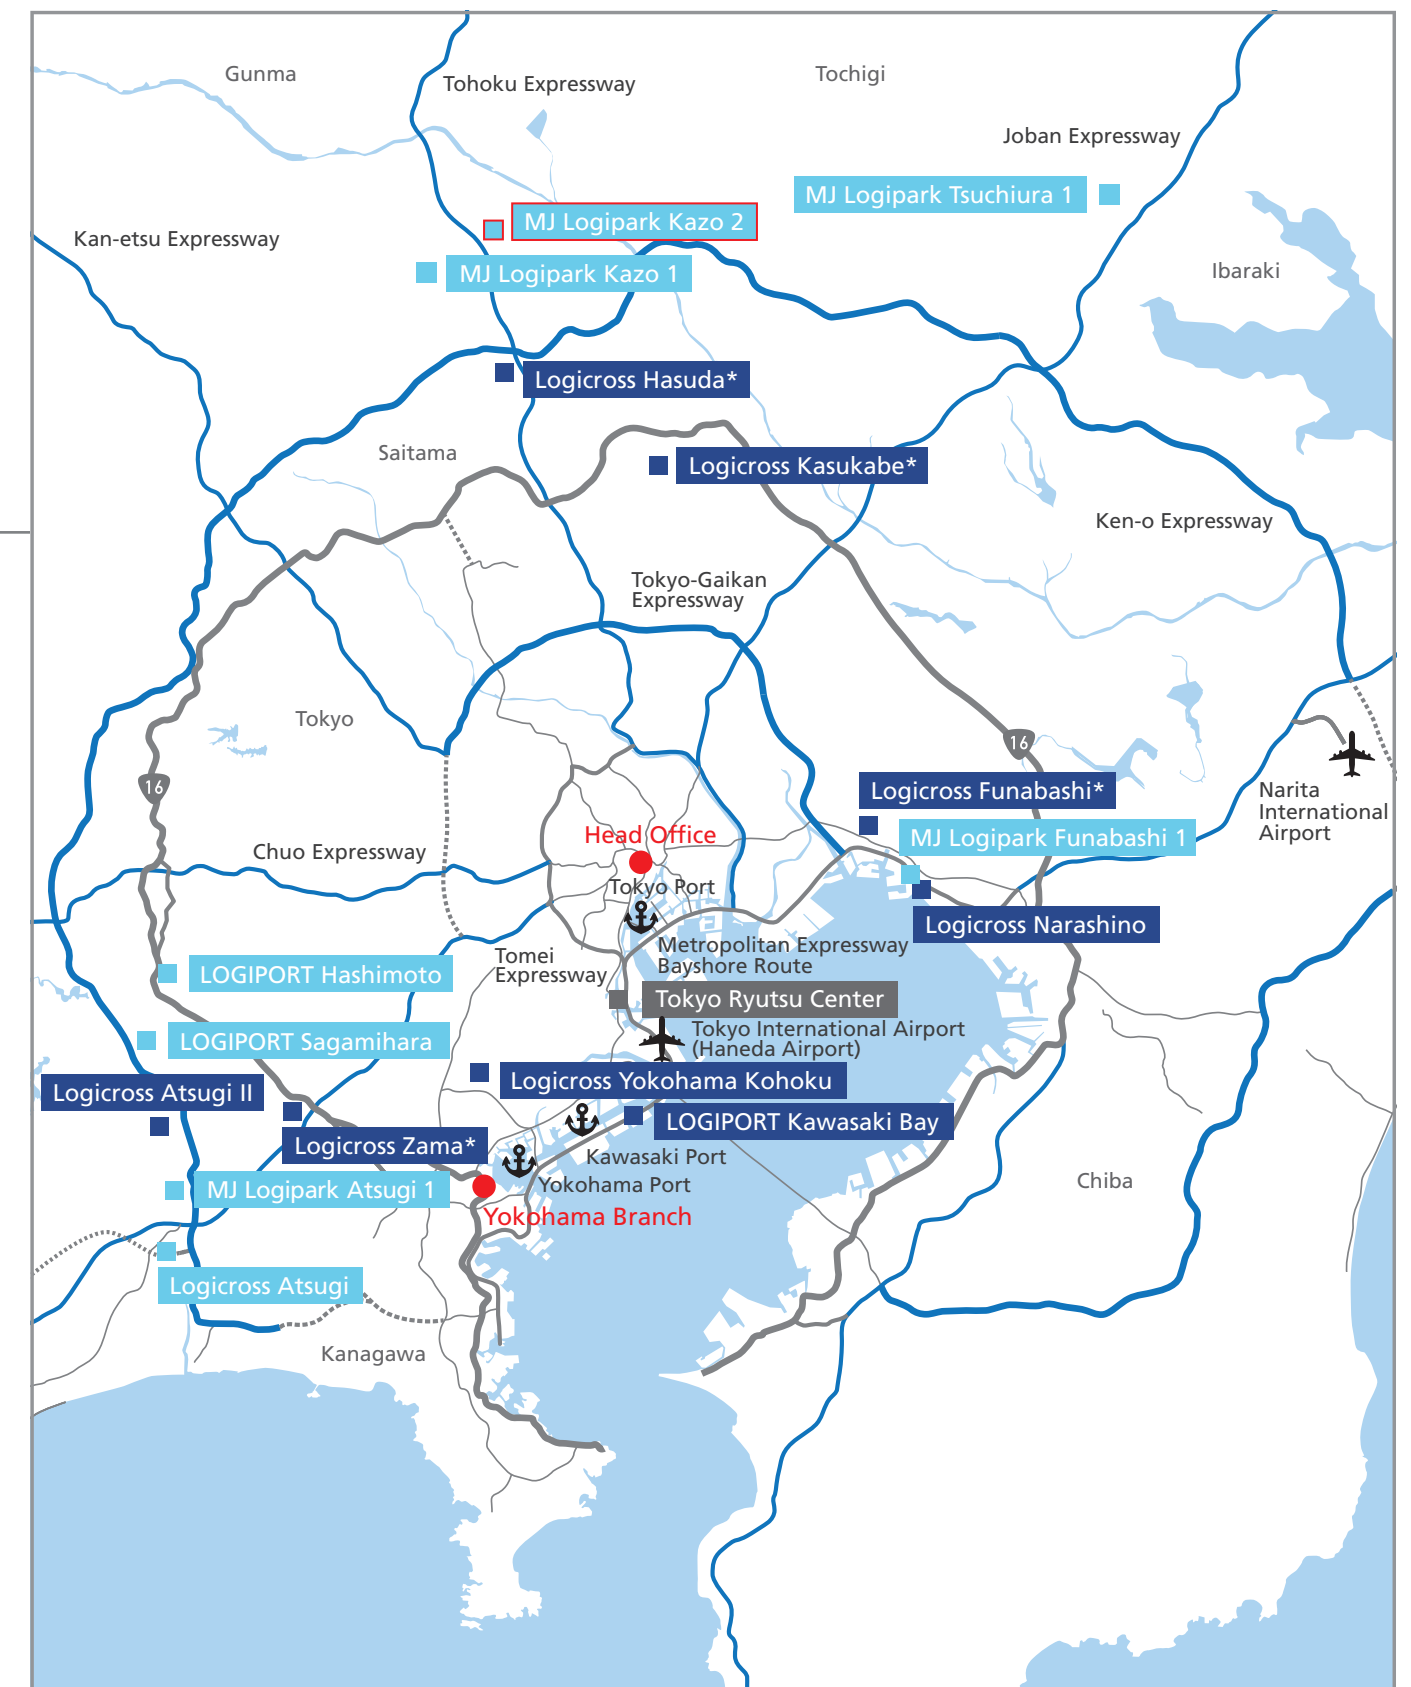 Gunma
Tohoku Expressway
Tochigi
Joban Expressway
MJ Logipark Tsuchiura 1
MJ Logipark Kazo 2
Kan-etsu Expressway
MJ Logipark Kazo 1
Ibaraki
Logicross Hasuda*
Saitama
Logicross Kasukabe*
Ken-o Expressway
Tokyo-Gaikan
Expressway
Tokyo
16
16
Narita
International
Airport
Logicross Funabashi*
Head Office
MJ Logipark Funabashi 1
Chuo Expressway
Tokyo Port
Logicross Narashino
Metropolitan Expressway
Bayshore Route
Tomei
Expressway
LOGIPORT Hashimoto
Tokyo Ryutsu Center
Tokyo International Airport
(Haneda Airport)
LOGIPORT Sagamihara
Logicross Yokohama Kohoku
Logicross Atsugi II
LOGIPORT Kawasaki Bay
Logicross Zama*
Kawasaki Port
Yokohama Port
MJ Logipark Atsugi 1
Chiba
Yokohama Branch
Logicross Atsugi
Kanagawa